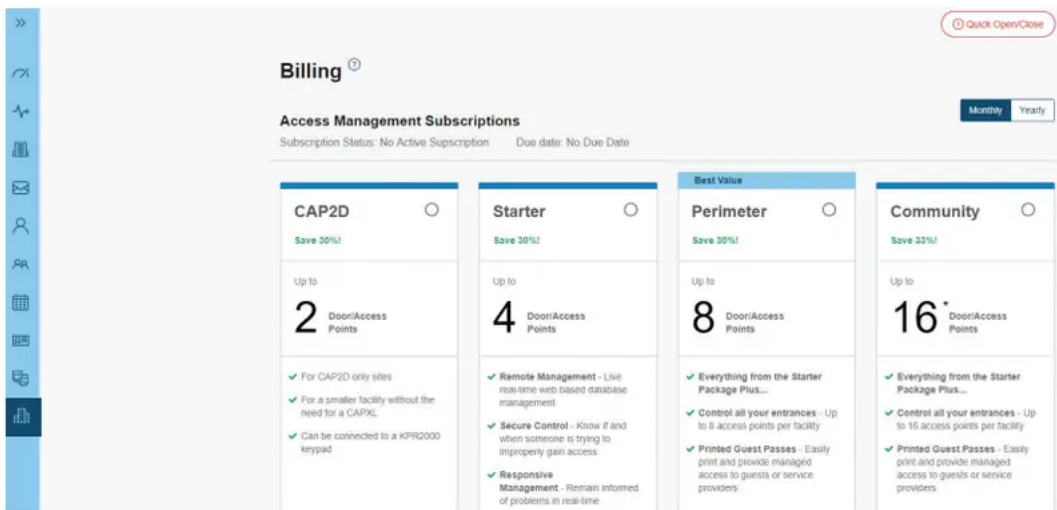 Quick Open/Close
Billing
Monthly Yearly
Access Management Subscriptions
Subscription Status: No Active Supscription Due date: No Due Date
Best Value
CAP2D
Save 30%!
Up to
2 Door/Access
Points
For CAP2D only sites
For a smaller facility without the
need for a CAPXL
Can be connected to a KPR2000
keypad
Starter
Save 30%!
Up to
4 Door/Access
Points
Remote Management - Live
real-time web based database
management
Secure Control - Know if and
when someone is trying to
improperly gain access
Responsive
Management - Remain informed
of problems in real-time
Perimeter
Save 30%!
Up to
8 Door/Access
Points
Everything from the Starter
Package Plus...
Control all your entrances - Up
to 8 access points per facility
Printed Guest Passes - Easily
print and provide managed
access to guests or service
providers
Community
Save 33%!
Up to
16* Door/Access
Points
Everything from the Starter
Package Plus...
Control all your entrances - Up
to 16 access points per facility
Printed Guest Passes - Easily
print and provide managed
access to guests or service
providers